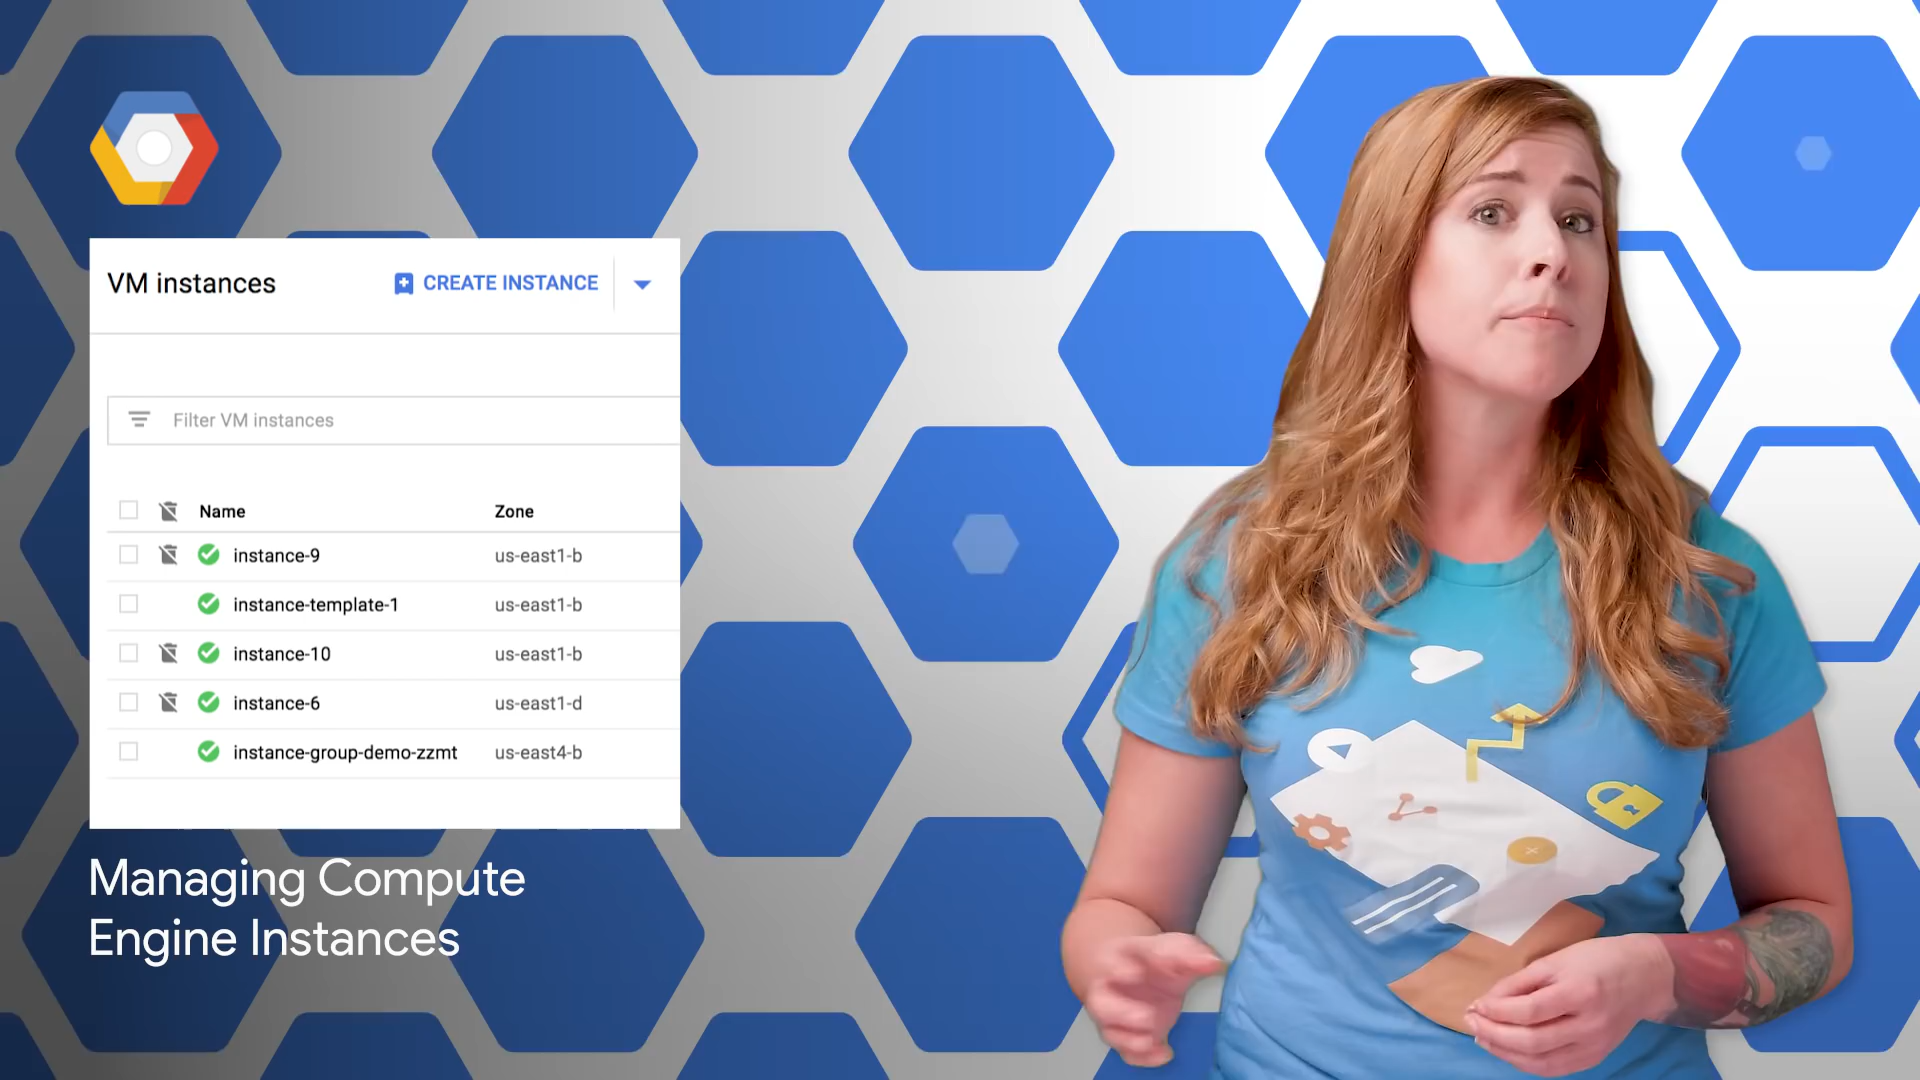 VM instances CREATE INSTANCE
Filter VM instances
Name Zone
instance-9 us-east1-b
instance-template-1 us-east1-b
instance-10 us-east1-b
instance-6 us-east1-d
instance-group-demo-zzmt us-east4-b
Managing Compute
Engine Instances